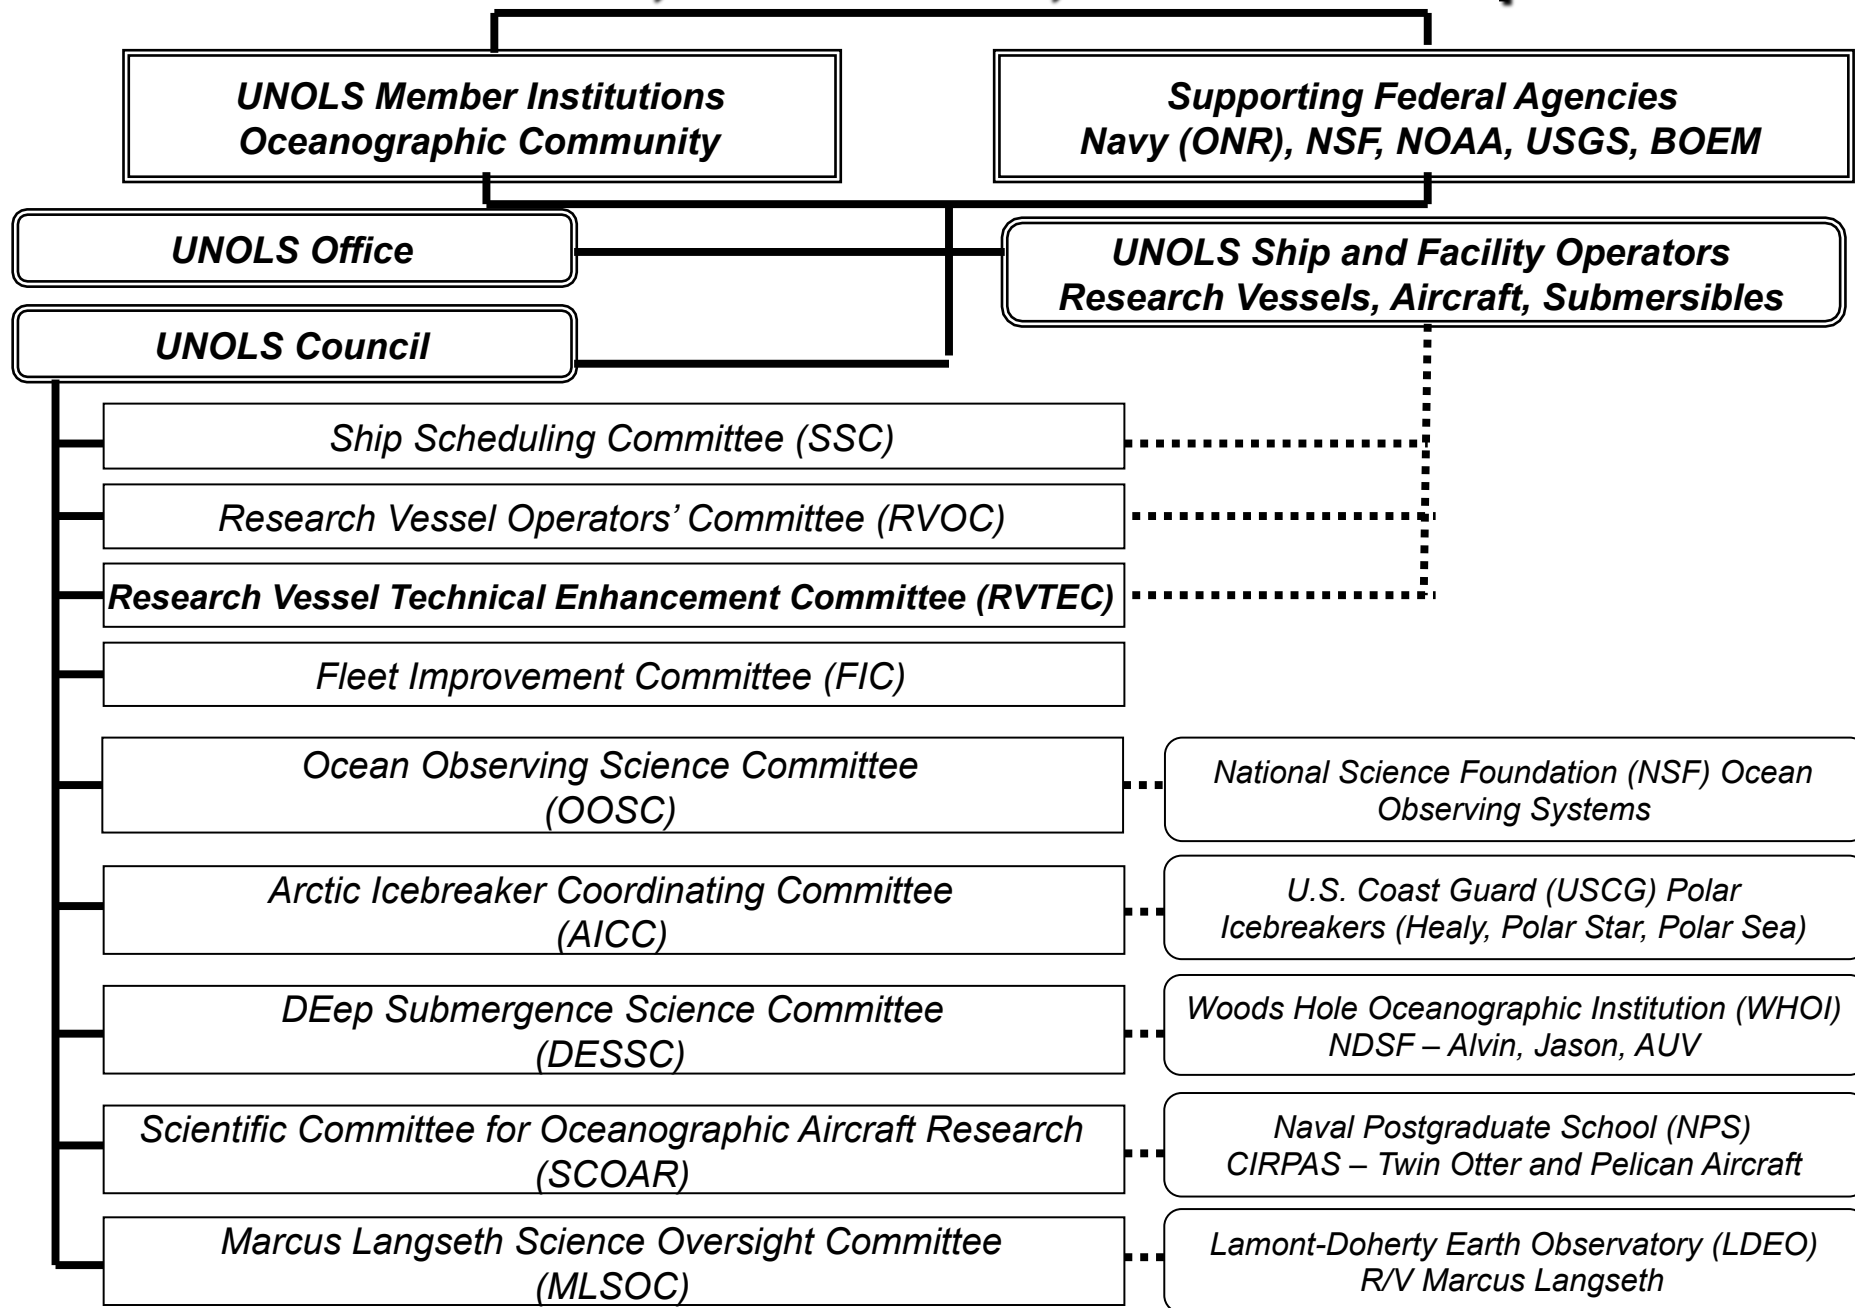 UNOLS Member Institutions
Oceanographic Community
Supporting Federal Agencies
Navy (ONR), NSF, NOAA, USGS, BOEM
UNOLS Office
UNOLS Ship and Facility Operators
Research Vessels, Aircraft, Submersibles
UNOLS Council
Ship Scheduling Committee (SSC)
Research Vessel Operators’ Committee (RVOC)
Research Vessel Technical Enhancement Committee (RVTEC)
Fleet Improvement Committee (FIC)
Ocean Observing Science Committee
(OOSC)
National Science Foundation (NSF) Ocean
Observing Systems
Arctic Icebreaker Coordinating Committee
(AICC)
U.S. Coast Guard (USCG) Polar
Icebreakers (Healy, Polar Star, Polar Sea)
DEep Submergence Science Committee
(DESSC)
Woods Hole Oceanographic Institution (WHOI)
NDSF – Alvin, Jason, AUV
Scientific Committee for Oceanographic Aircraft Research
(SCOAR)
Naval Postgraduate School (NPS)
CIRPAS – Twin Otter and Pelican Aircraft
Marcus Langseth Science Oversight Committee
(MLSOC)
Lamont-Doherty Earth Observatory (LDEO)
R/V Marcus Langseth